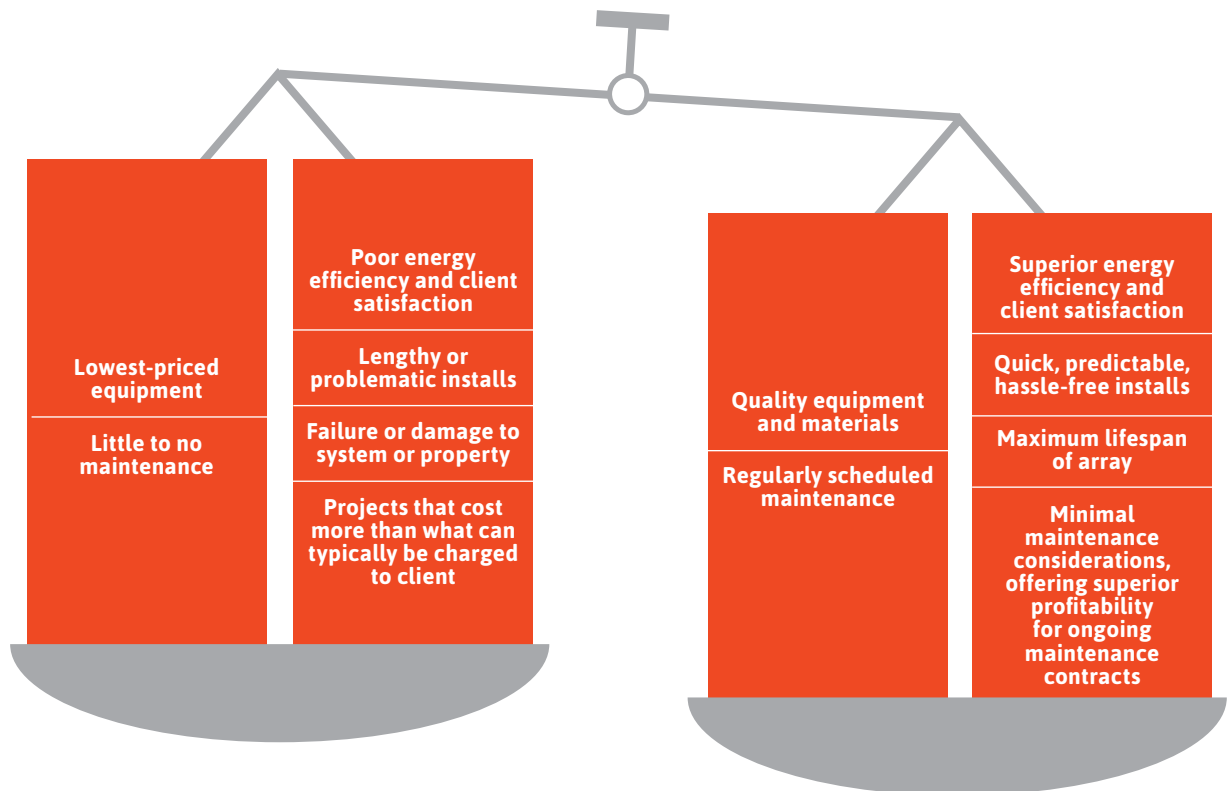 Lowest-priced
equipment
Little to no
maintenance
Poor energy
efficiency and client
satisfaction
Lengthy or
problematic installs
Failure or damage to
system or property
Projects that cost
more than what can
typically be charged
to client
Quality equipment
and materials
Regularly scheduled
maintenance
Superior energy
efficiency and
client satisfaction
Quick, predictable,
hassle-free installs
Maximum lifespan
of array
Minimal
maintenance
considerations,
offering superior
profitability
for ongoing
maintenance
contracts